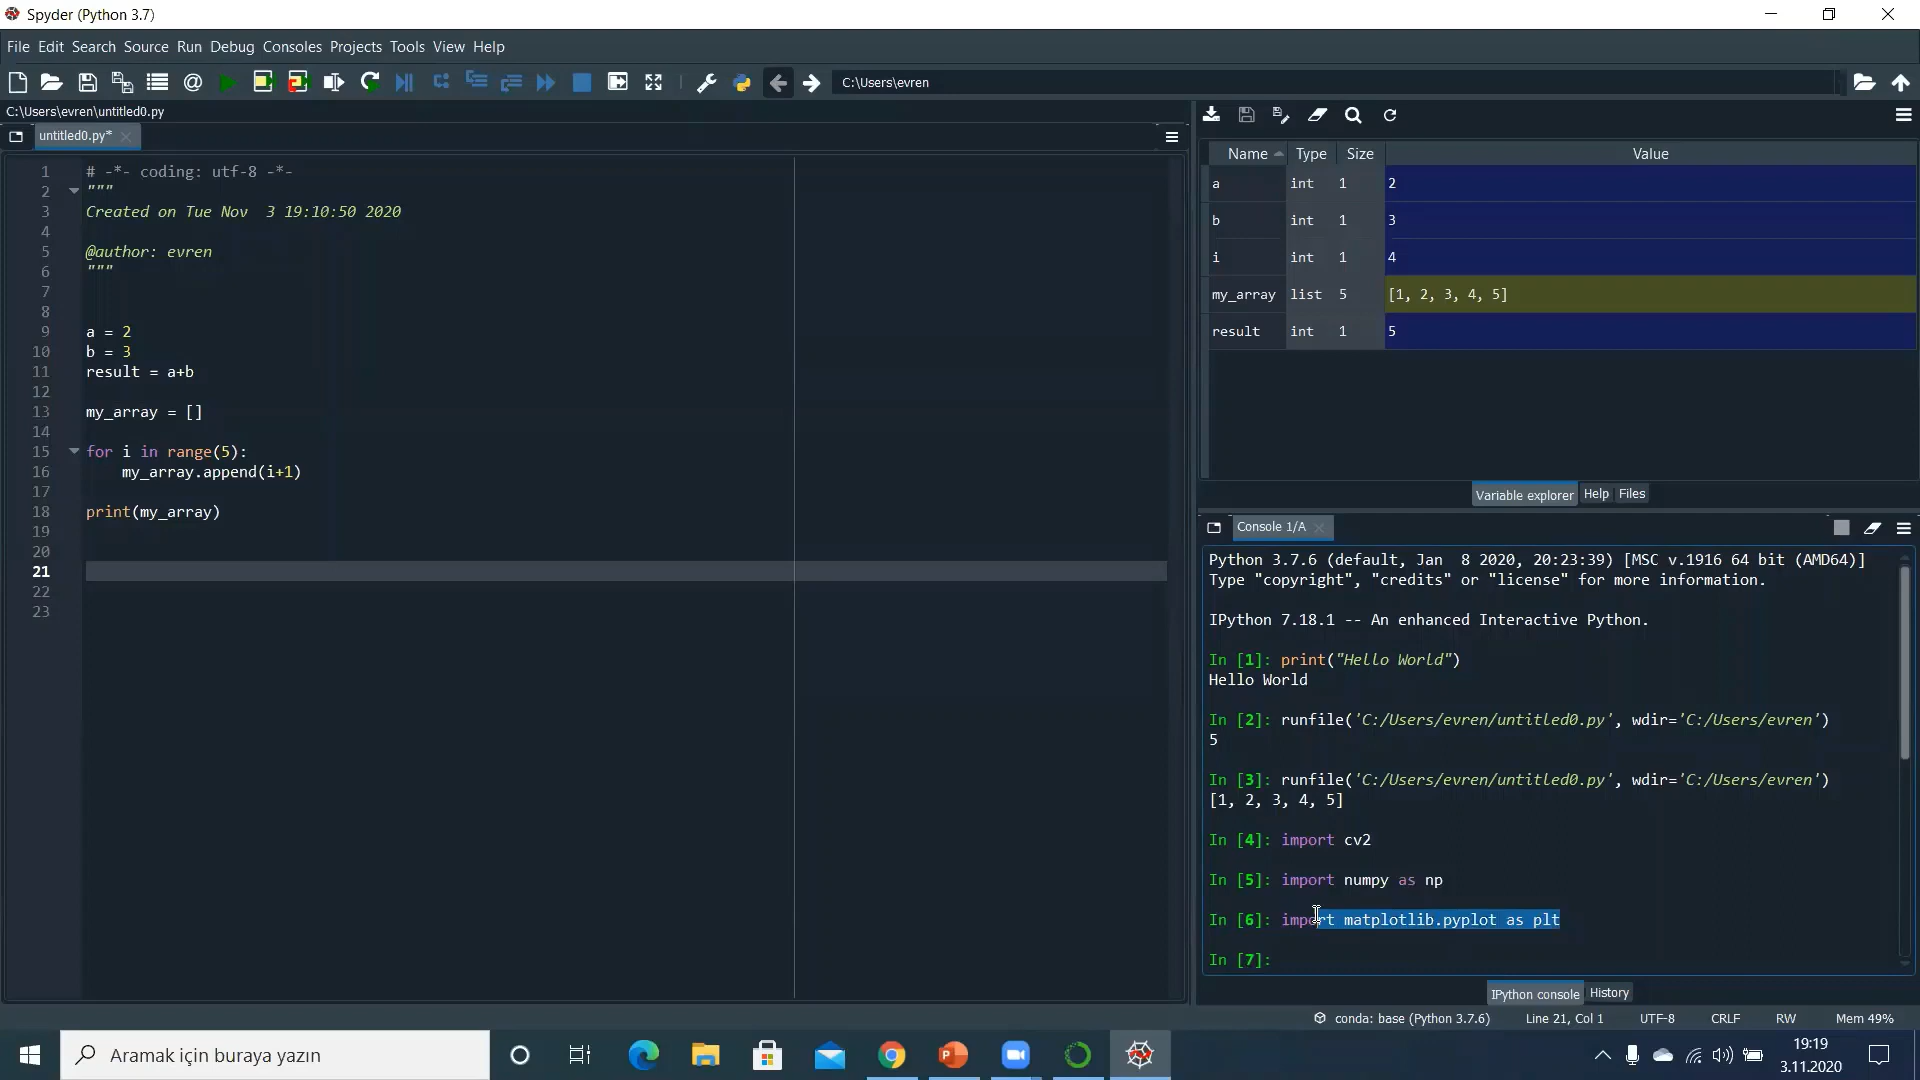 Spyder (Python 3.7)
File Edit Search Source Run Debug Consoles Projects Tools View Help
C:\Users\evren
C:\Users\evren\untitled0.py
untitled0.py*
1 # -*- coding: utf-8 -*-
2 """
3 Created on Tue Nov  3 19:10:50 2020
4
5 @author: evren
6 """
7
8
9 a = 2
10 b = 3
11 result = a+b
12
13 my_array = []
14
15 for i in range(5):
16     my_array.append(i+1)
17
18 print(my_array)
19
20
21
22
23
Name Type Size Value
a int 1 2
b int 1 3
i int 1 4
my_array list 5 [1, 2, 3, 4, 5]
result int 1 5
Variable explorer Help Files
Console 1/A
Python 3.7.6 (default, Jan  8 2020, 20:23:39) [MSC v.1916 64 bit (AMD64)]
Type "copyright", "credits" or "license" for more information.
IPython 7.18.1 -- An enhanced Interactive Python.
In [1]: print("Hello World")
Hello World
In [2]: runfile('C:/Users/evren/untitled0.py', wdir='C:/Users/evren')
5
In [3]: runfile('C:/Users/evren/untitled0.py', wdir='C:/Users/evren')
[1, 2, 3, 4, 5]
In [4]: import cv2
In [5]: import numpy as np
In [6]: import matplotlib.pyplot as plt
In [7]:
IPython console History
conda: base (Python 3.7.6) Line 21, Col 1 UTF-8 CRLF RW Mem 49%
Aramak için buraya yazın
19:19
3.11.2020